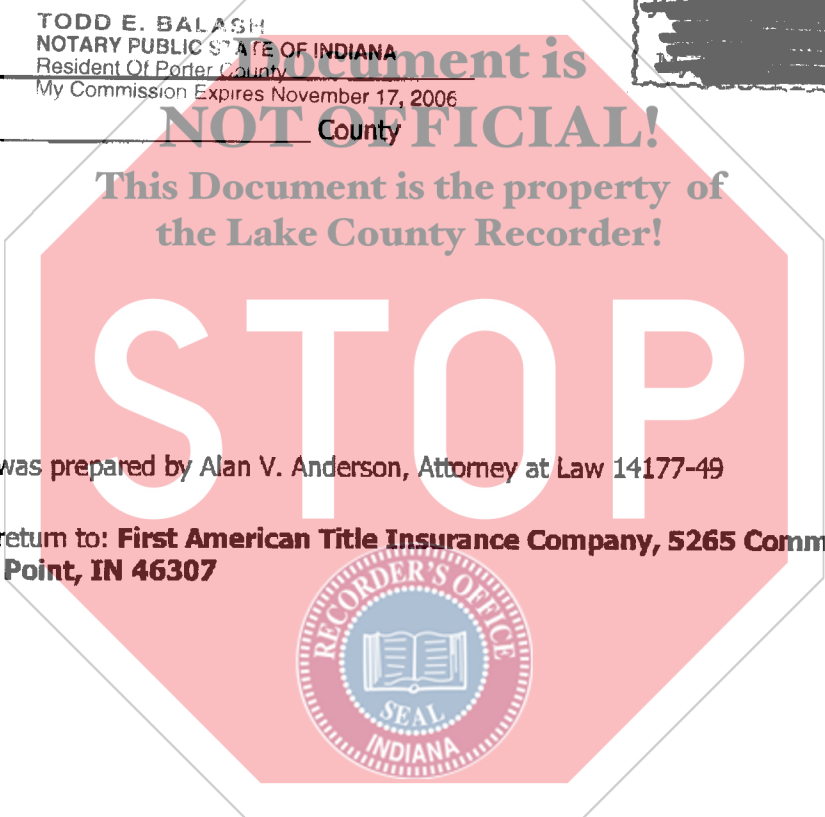 TODD E. BALASH
NOTARY PUBLIC STATE OF INDIANA
Resident Of Porter County
My Commission Expires November 17, 2006
Document is
NOT OFFICIAL!
County
This Document is the property of
the Lake County Recorder!
STOP
was prepared by Alan V. Anderson, Attorney at Law 14177-49
return to: First American Title Insurance Company, 5265 Comm
Point, IN 46307
RECORDER'S OFFICE
SEAL
INDIANA